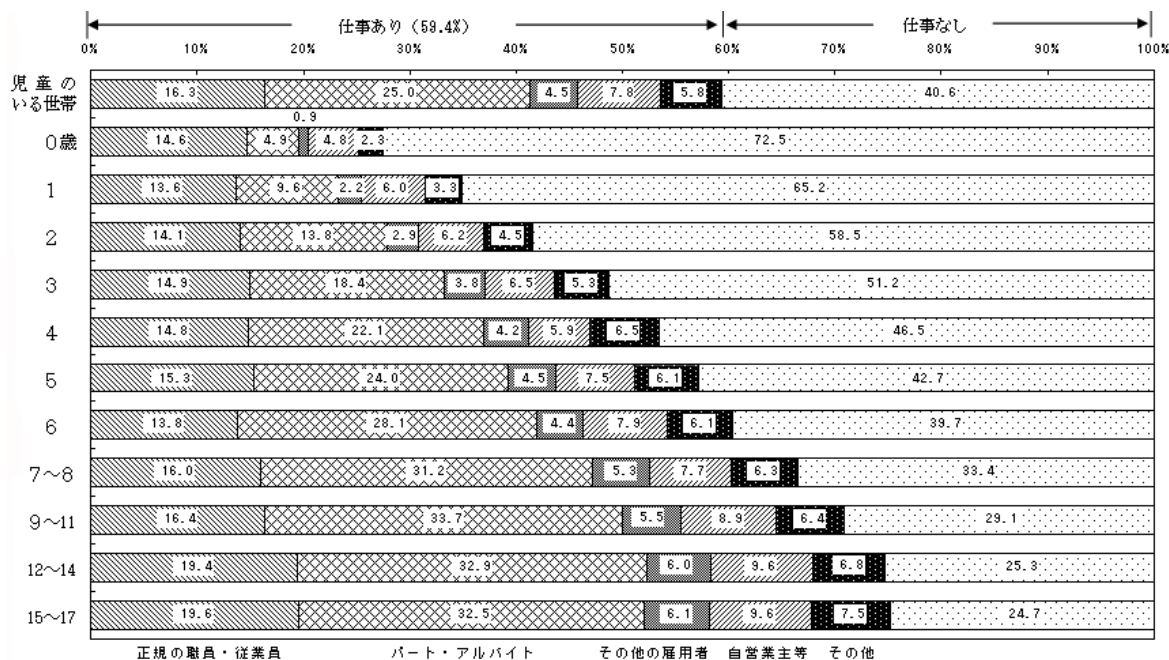 仕事あり(59.4%) 仕事なし
0% 10% 20% 30% 40% 50% 60% 70% 80% 90% 100%
児童の
いる世帯
16.3 25.0 4.5 7.8 5.8 40.6
0.9
0歳 14.6 4.9 4.8 2.3 72.5
1 13.6 9.6 2.2 6.0 3.3 65.2
2 14.1 13.8 2.9 6.2 4.5 58.5
3 14.9 18.4 3.8 6.5 5.3 51.2
4 14.8 22.1 4.2 5.9 6.5 46.5
5 15.3 24.0 4.5 7.5 6.1 42.7
6 13.8 28.1 4.4 7.9 6.1 39.7
7～8 16.0 31.2 5.3 7.7 6.3 33.4
9～11 16.4 33.7 5.5 8.9 6.4 29.1
12～14 19.4 32.9 6.0 9.6 6.8 25.3
15～17 19.6 32.5 6.1 9.6 7.5 24.7
正規の職員・従業員 パート・アルバイト その他の雇用者 自営業主等 その他